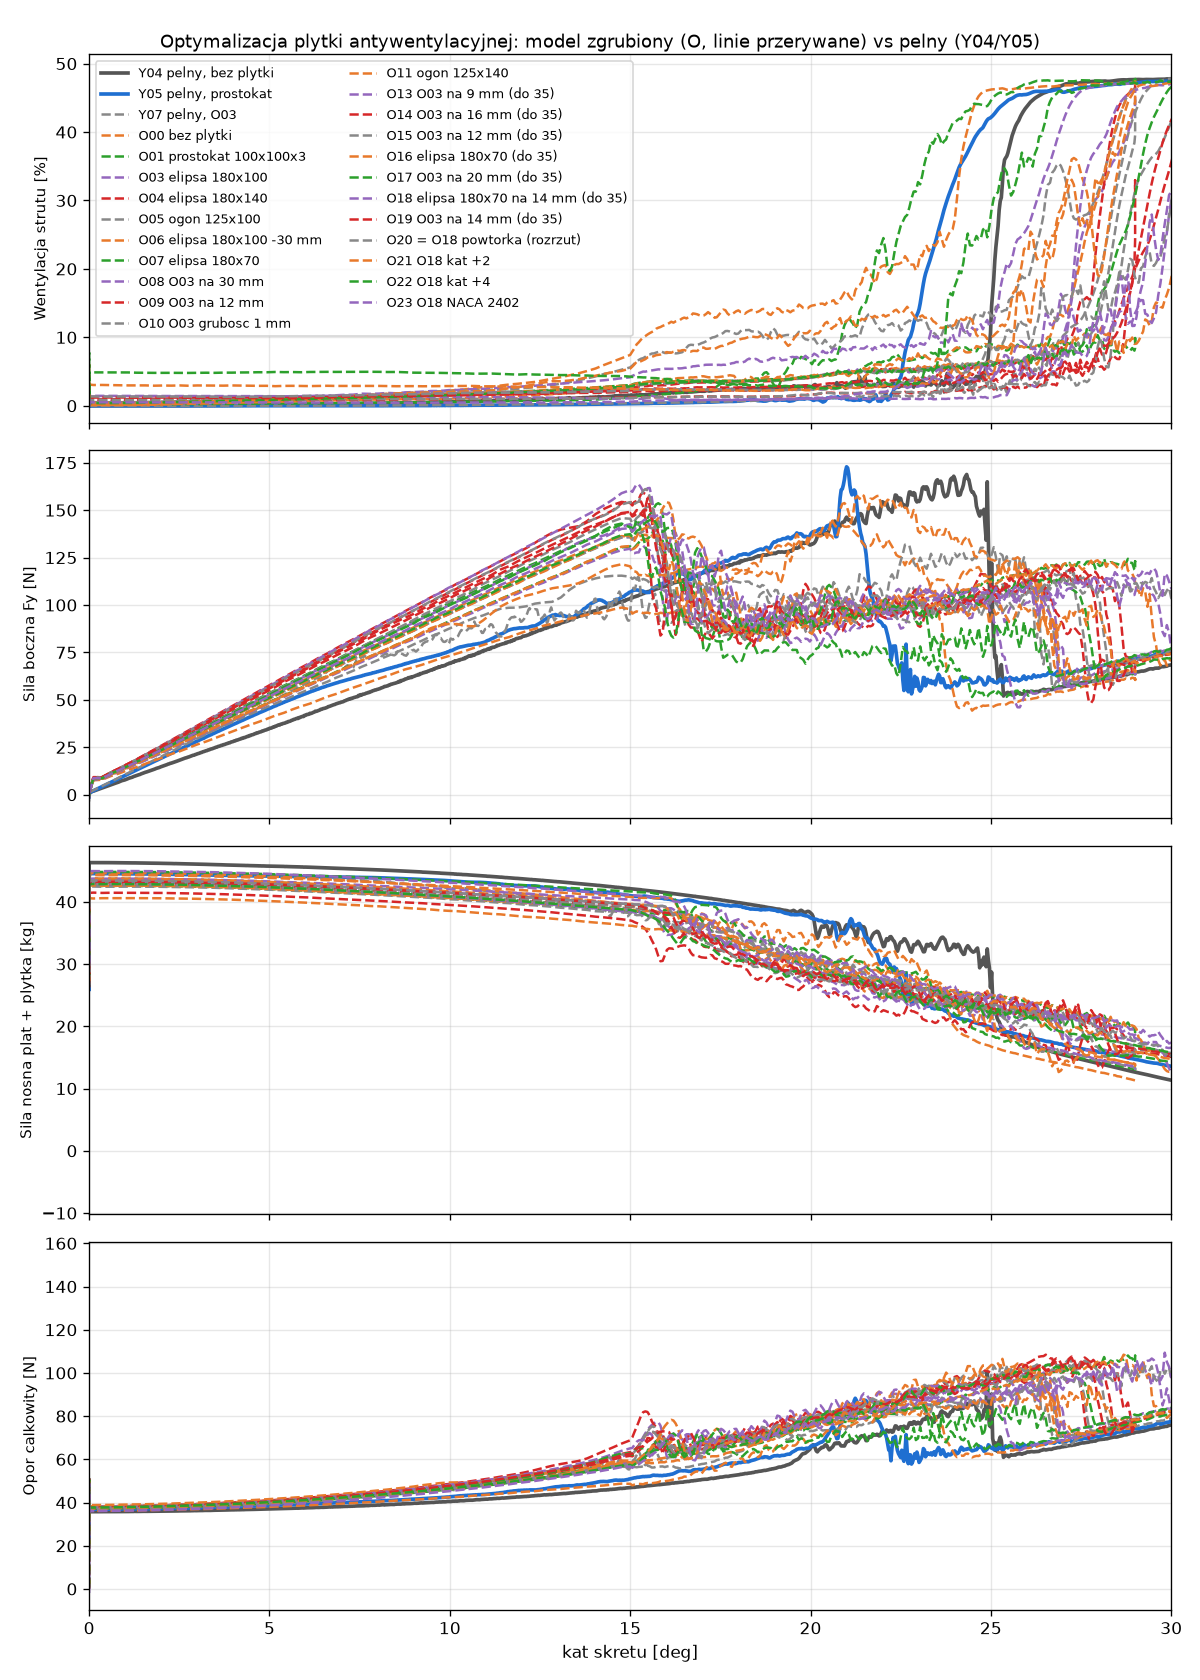 Optymalizacja plytki antywentylacyjnej: model zgrubiony (O, linie przerywane) vs pelny (Y04/Y05)
Wentylacja strutu [%]
50
40
30
20
10
0
Y04 pelny, bez plytki
Y05 pelny, prostokat
Y07 pelny, O03
O00 bez plytki
O01 prostokat 100x100x3
O03 elipsa 180x100
O04 elipsa 180x140
O05 ogon 125x100
O06 elipsa 180x100 -30 mm
O07 elipsa 180x70
O08 O03 na 30 mm
O09 O03 na 12 mm
O10 O03 grubosc 1 mm
O11 ogon 125x140
O13 O03 na 9 mm (do 35)
O14 O03 na 16 mm (do 35)
O15 O03 na 12 mm (do 35)
O16 elipsa 180x70 (do 35)
O17 O03 na 20 mm (do 35)
O18 elipsa 180x70 na 14 mm (do 35)
O19 O03 na 14 mm (do 35)
O20 = O18 powtorka (rozrzut)
O21 O18 kat +2
O22 O18 kat +4
O23 O18 NACA 2402
Sila boczna Fy [N]
175
150
125
100
75
50
25
0
Sila nosna plat + plytka [kg]
40
30
20
10
0
−10
Opor calkowity [N]
160
140
120
100
80
60
40
20
0
0 5 10 15 20 25 30
kat skretu [deg]